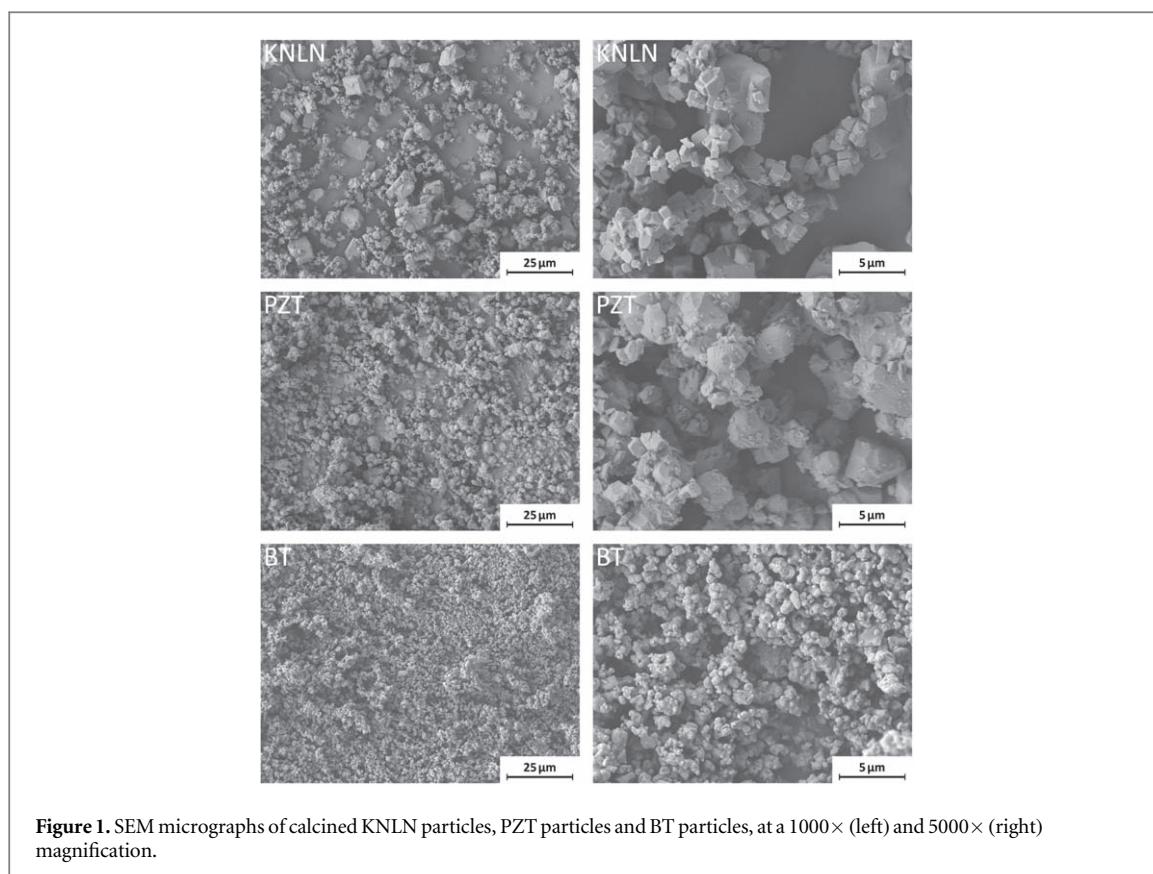 KNLN
KNLN
25 µm
5 µm
PZT
PZT
25 µm
5 µm
BT
BT
25 µm
5 µm
Figure 1. SEM micrographs of calcined KNLN particles, PZT particles and BT particles, at a 1000× (left) and 5000× (right)
magnification.